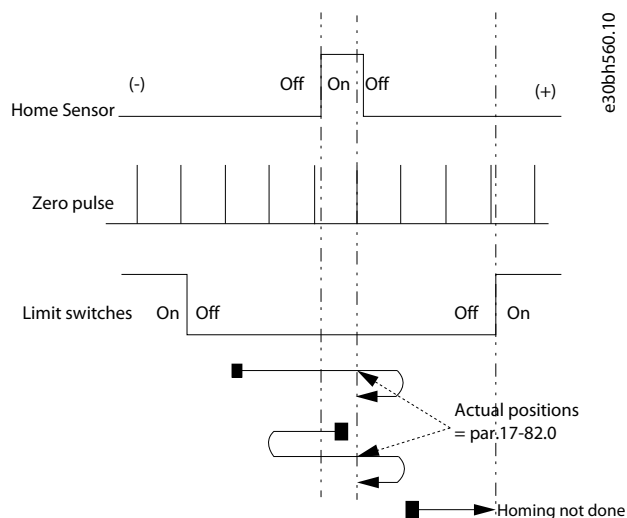 e30bh560.10
(-)
Off
On
Off
(+)
Home Sensor
Zero pulse
Limit switches
On
Off
Off
On
Actual positions
= par.17-82.0
Homing not done